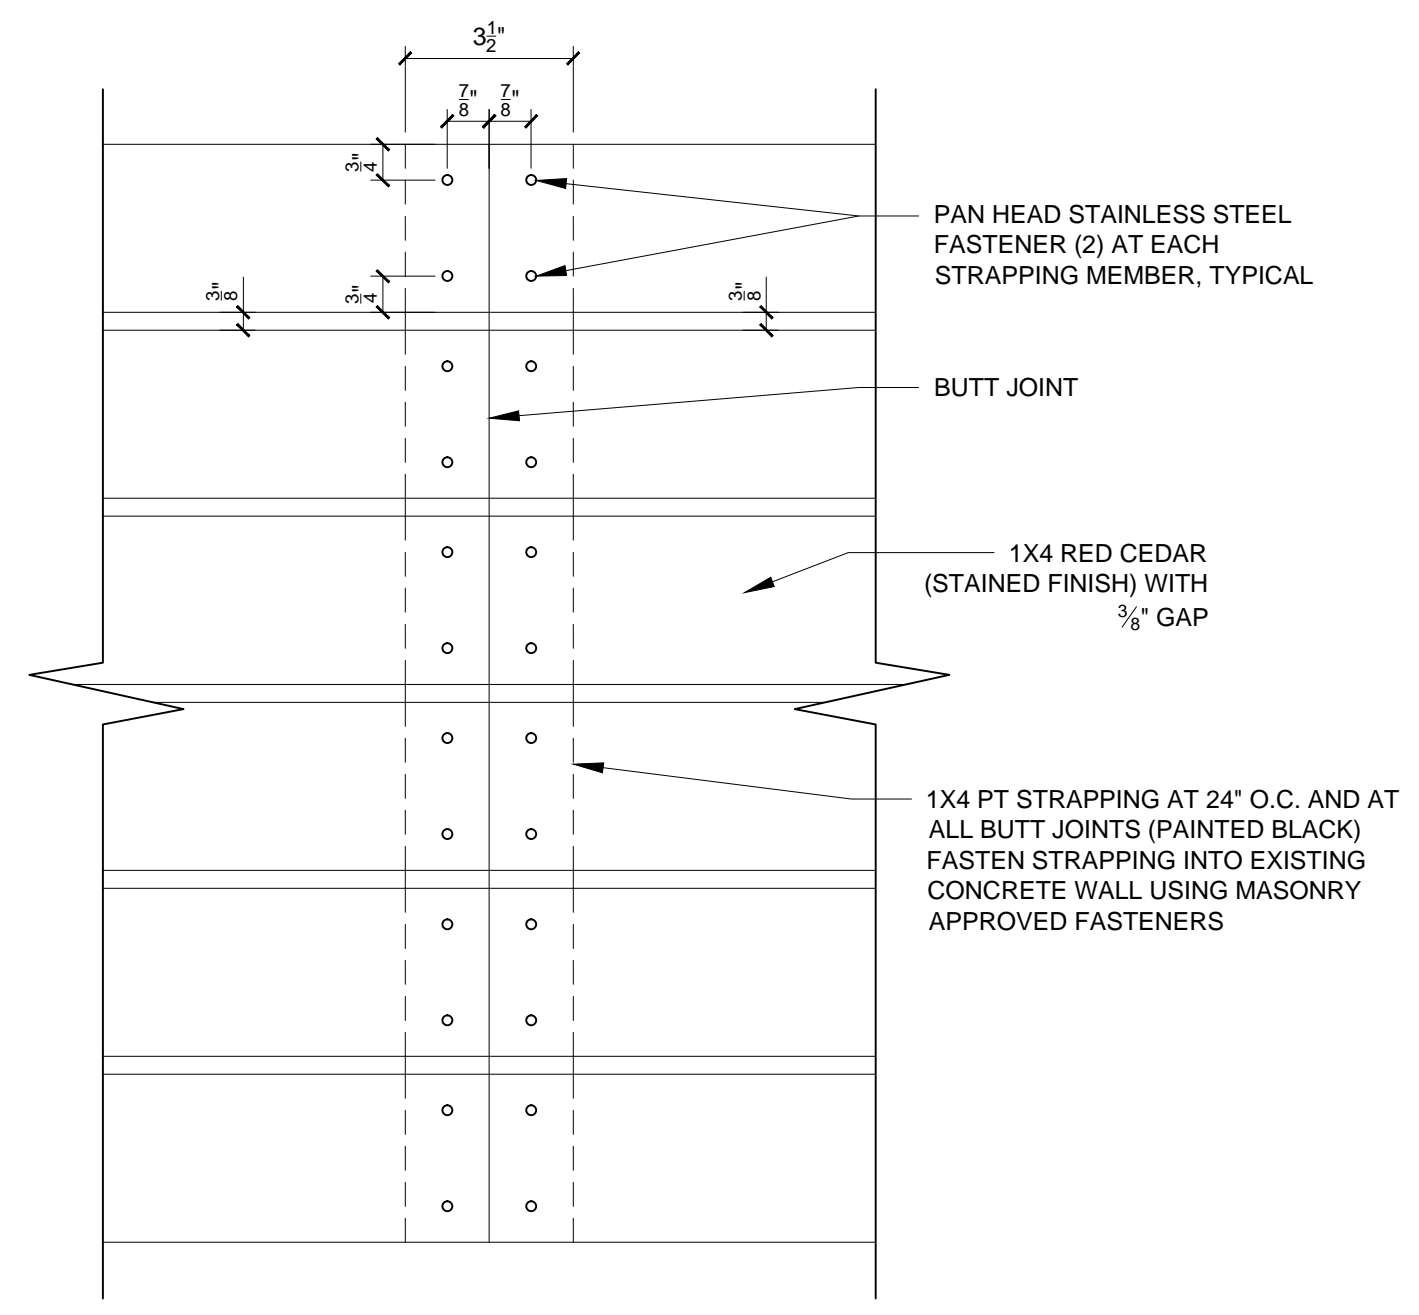 3 1/2"
7/8" 7/8"
3/4"
3/4"
3/8" 3/8"
PAN HEAD STAINLESS STEEL
FASTENER (2) AT EACH
STRAPPING MEMBER, TYPICAL
BUTT JOINT
1X4 RED CEDAR
(STAINED FINISH) WITH
3/8" GAP
1X4 PT STRAPPING AT 24" O.C. AND AT
ALL BUTT JOINTS (PAINTED BLACK)
FASTEN STRAPPING INTO EXISTING
CONCRETE WALL USING MASONRY
APPROVED FASTENERS